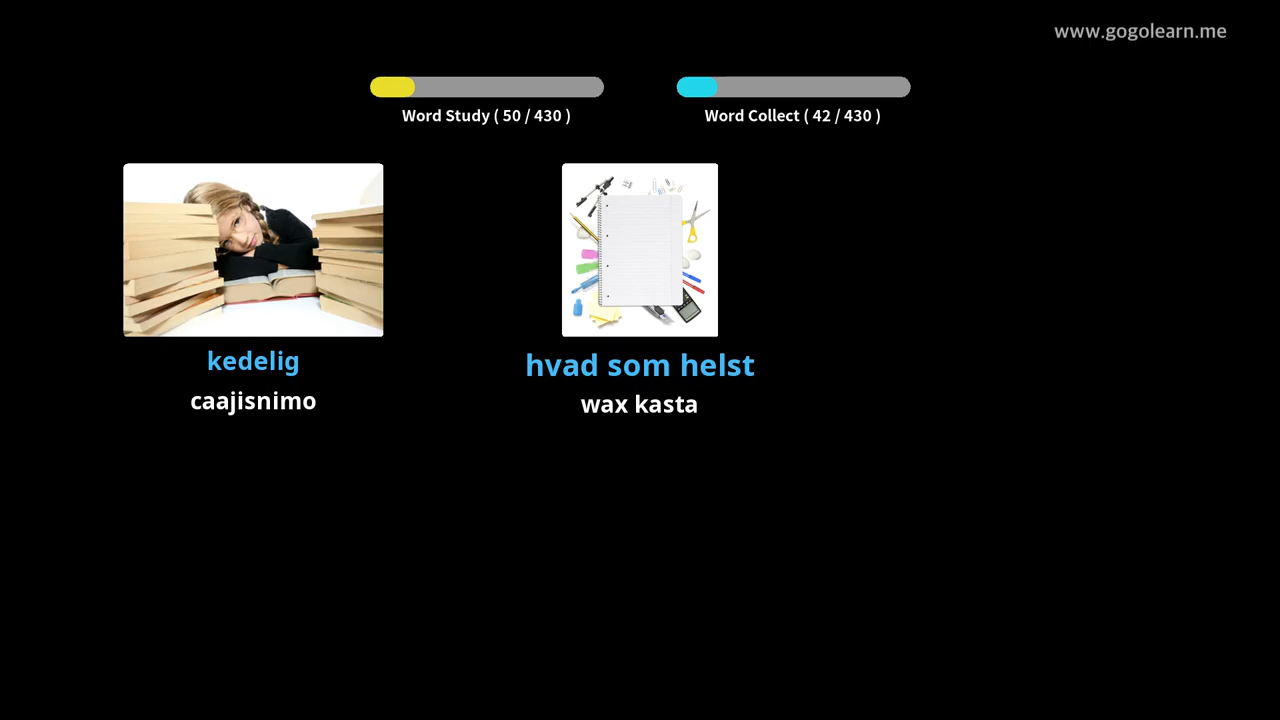 www.gogolearn.me
Word Study ( 50 / 430 )
Word Collect ( 42 / 430 )
kedelig
caajisnimo
hvad som helst
wax kasta